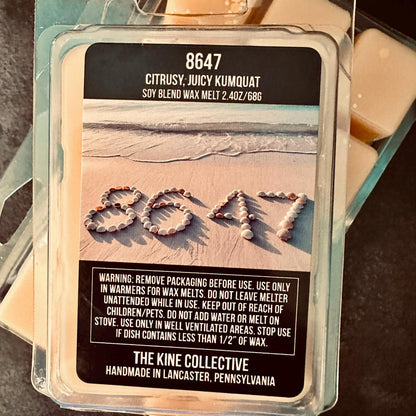 8647
CITRUSY, JUICY KUMQUAT
SOY BLEND WAX MELT 2.4OZ/68G
8647
WARNING: REMOVE PACKAGING BEFORE USE. USE ONLY
IN WARMERS FOR WAX MELTS. DO NOT LEAVE MELTER
UNATTENDED WHILE IN USE. KEEP OUT OF REACH OF
CHILDREN/PETS. DO NOT ADD WATER OR MELT ON
STOVE. USE ONLY IN WELL VENTILATED AREAS. STOP USE
IF DISH CONTAINS LESS THAN 1/2" OF WAX.
THE KINE COLLECTIVE
HANDMADE IN LANCASTER, PENNSYLVANIA